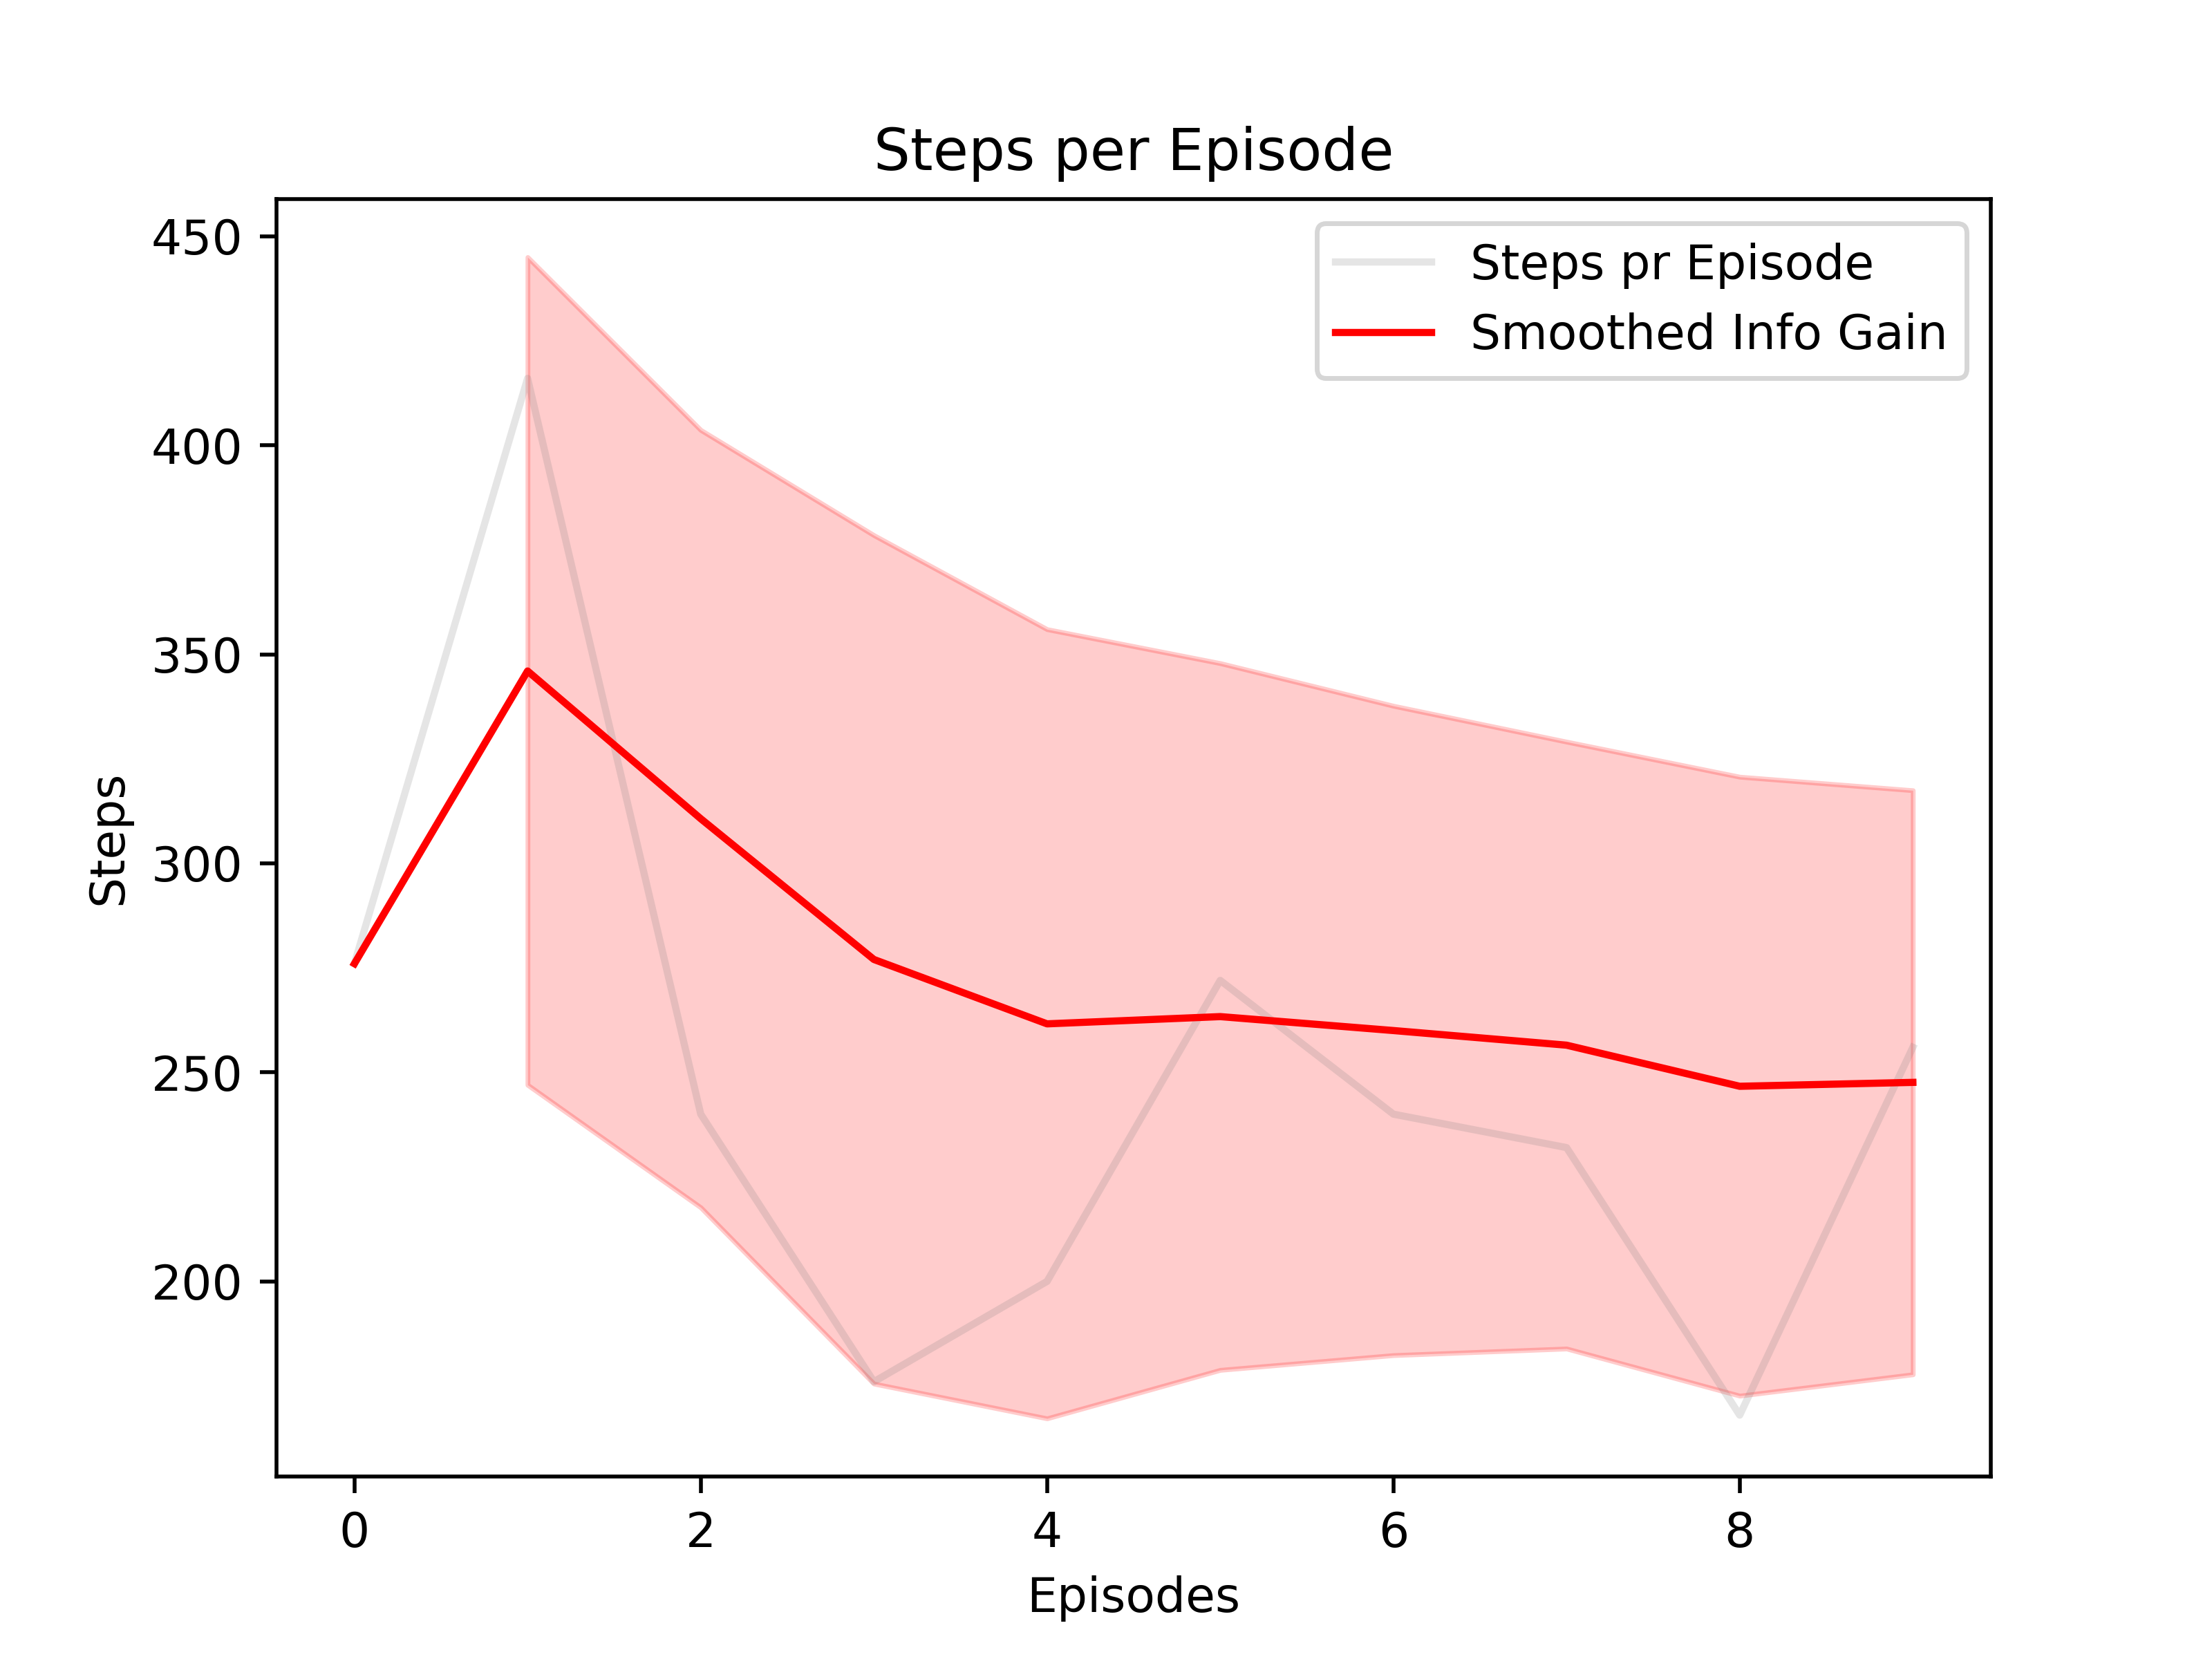 Steps per Episode
Steps pr Episode
Smoothed Info Gain
450
400
350
300
250
200
Steps
0 2 4 6 8
Episodes